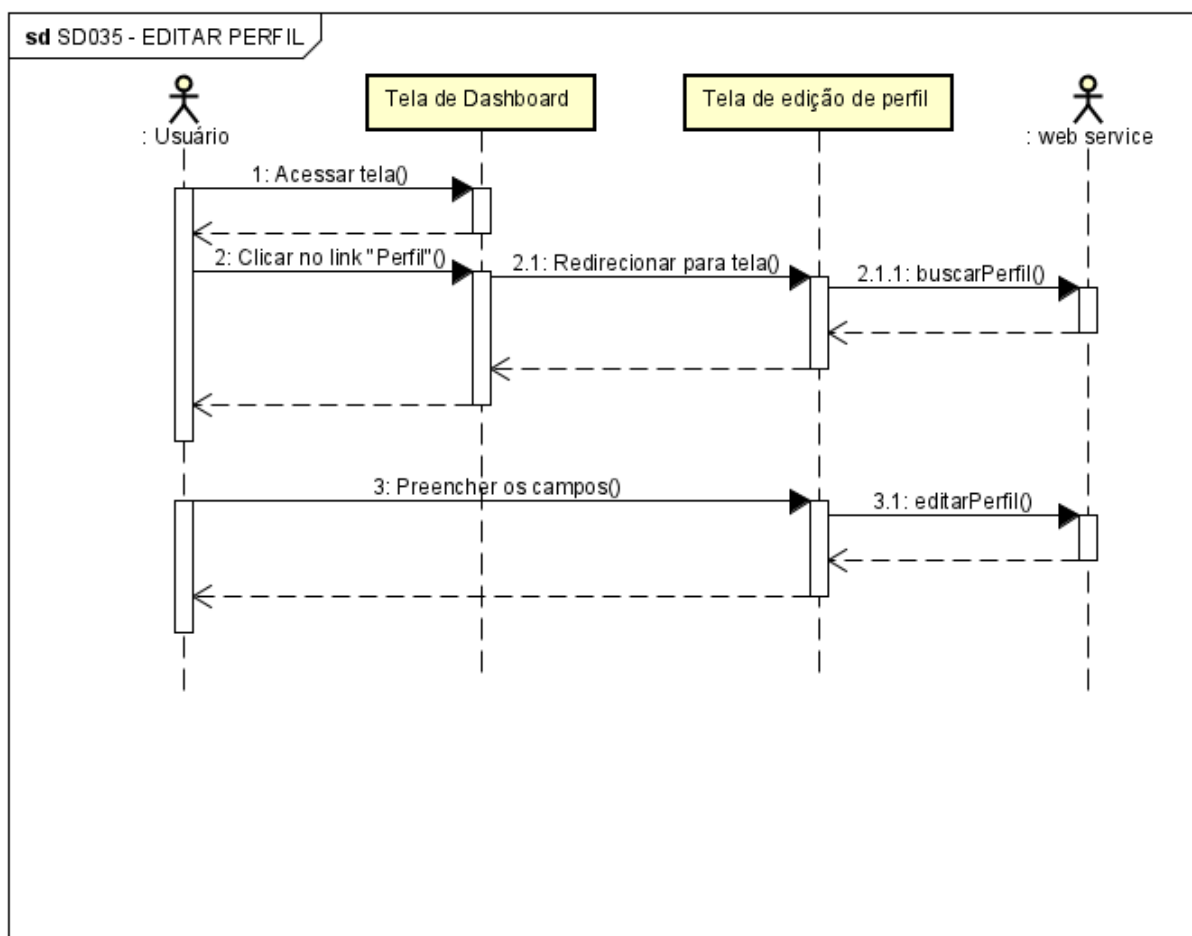 sd SD035 - EDITAR PERFIL
Tela de Dashboard
Tela de edição de perfil
: Usuário
: web service
1: Acessar tela()
2: Clicar no link "Perfil"()
2.1: Redirecionar para tela()
2.1.1: buscarPerfil()
3: Preencher os campos()
3.1: editarPerfil()